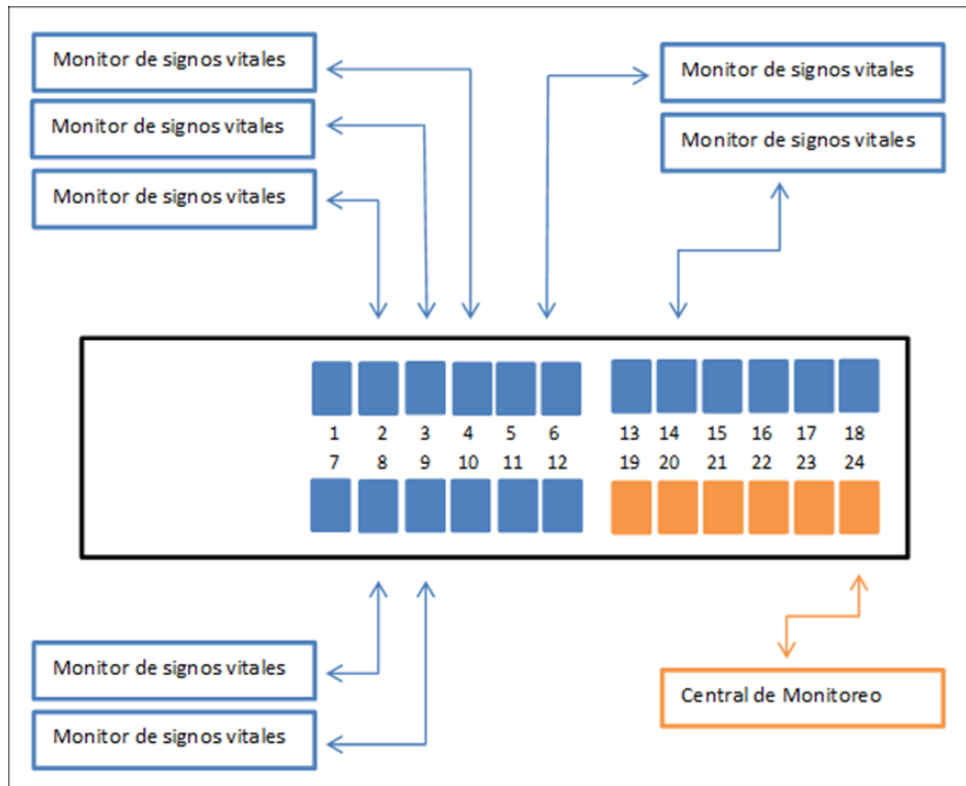 Monitor de signos vitales
Monitor de signos vitales
Monitor de signos vitales
Monitor de signos vitales
Monitor de signos vitales
1 2 3 4 5 6 13 14 15 16 17 18
7 8 9 10 11 12 19 20 21 22 23 24
Monitor de signos vitales
Monitor de signos vitales
Central de Monitoreo